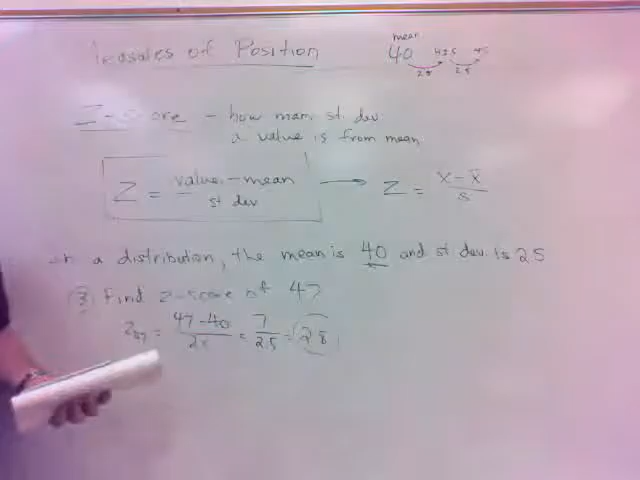 Measures of Position
mean
40 42.5 45
2.5 2.5
Z-score - how many st. dev.
a value is from mean
Z = value - mean / st dev → Z = x - x̄ / s
In a distribution, the mean is 40 and st dev. is 2.5
Find z-score of 47
Z47 = 47-40 / 2.5 = 7 / 2.5 = 2.8